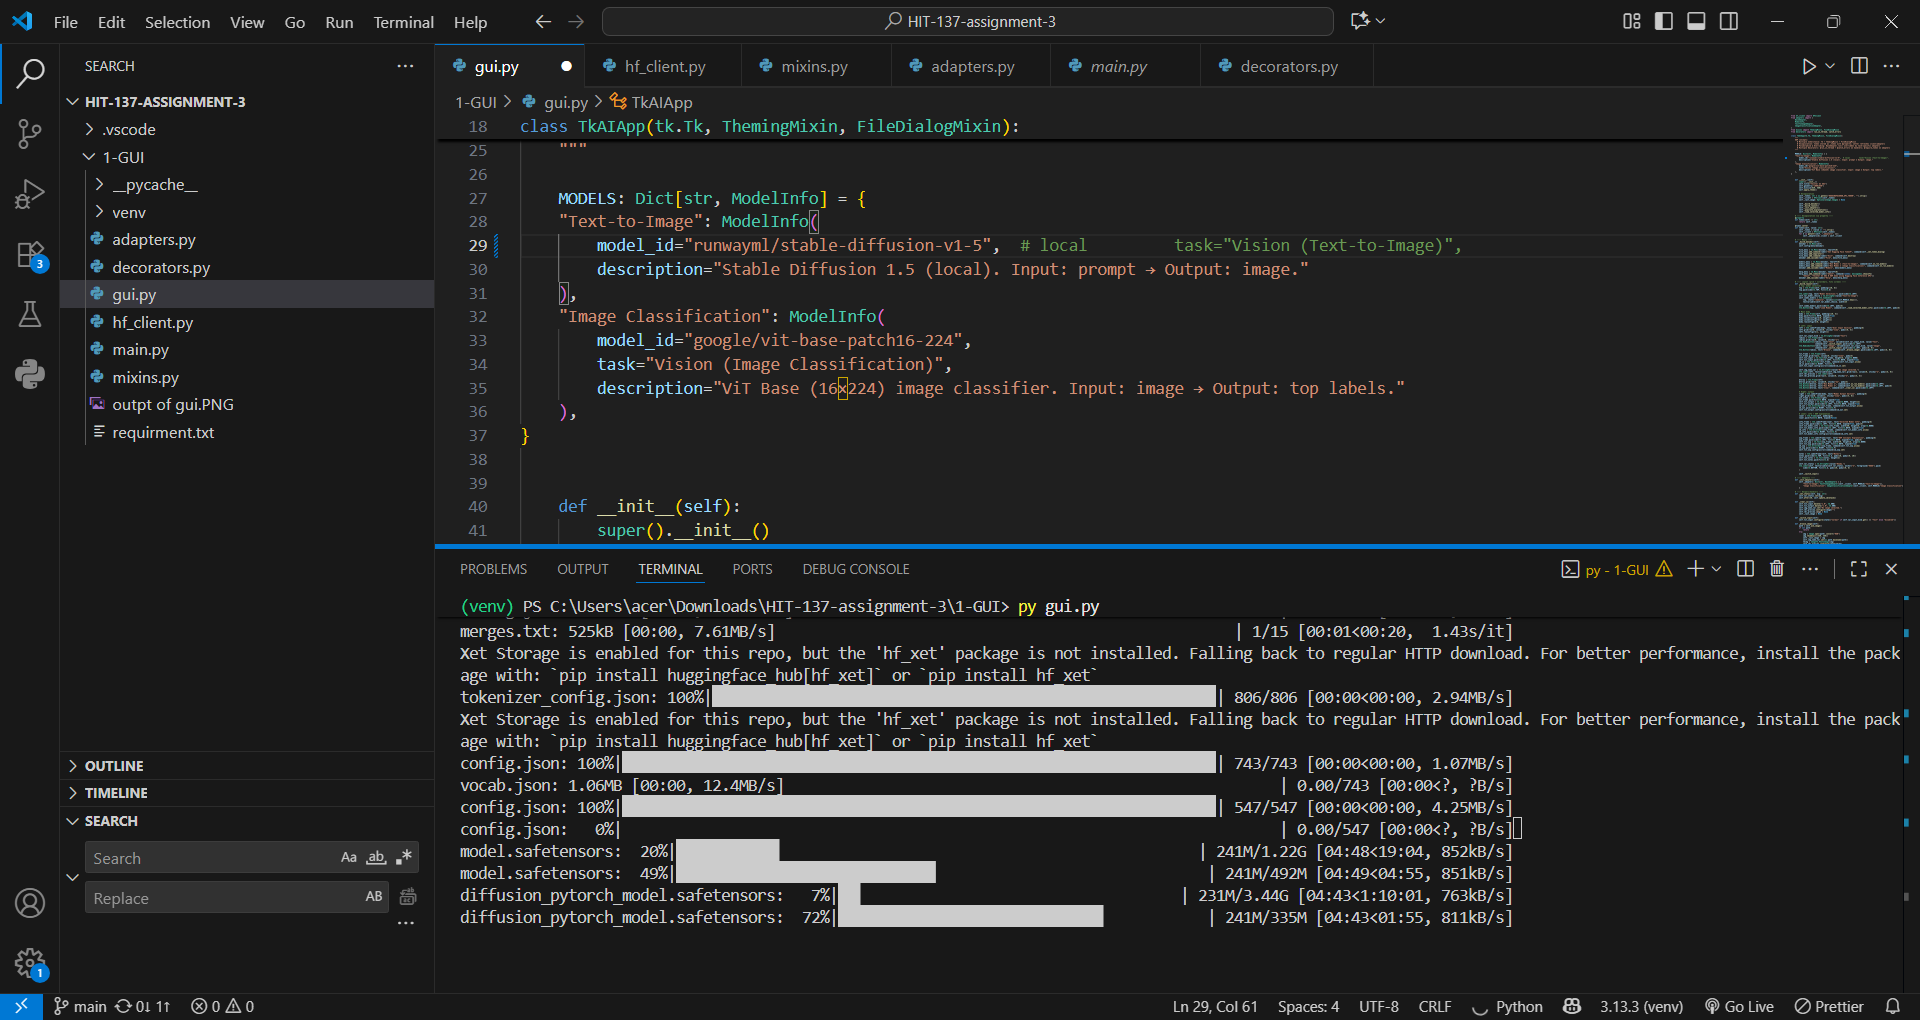 File Edit Selection View Go Run Terminal Help
HIT-137-assignment-3
SEARCH
HIT-137-ASSIGNMENT-3
.vscode
1-GUI
__pycache__
venv
adapters.py
decorators.py
gui.py
hf_client.py
main.py
mixins.py
outpt of gui.PNG
requirment.txt
OUTLINE
TIMELINE
SEARCH
Search Aa ab .*
Replace AB
3
1
gui.py hf_client.py mixins.py adapters.py main.py decorators.py
1-GUI > gui.py > TkAIApp
18 class TkAIApp(tk.Tk, ThemingMixin, FileDialogMixin):
25 """
26
27 MODELS: Dict[str, ModelInfo] = {
28 "Text-to-Image": ModelInfo(
29 model_id="runwayml/stable-diffusion-v1-5", # local task="Vision (Text-to-Image)",
30 description="Stable Diffusion 1.5 (local). Input: prompt → Output: image."
31 ),
32 "Image Classification": ModelInfo(
33 model_id="google/vit-base-patch16-224",
34 task="Vision (Image Classification)",
35 description="ViT Base (16x224) image classifier. Input: image → Output: top labels."
36 ),
37 }
38
39
40 def __init__(self):
41 super().__init__()
PROBLEMS OUTPUT TERMINAL PORTS DEBUG CONSOLE py - 1-GUI
(venv) PS C:\Users\acer\Downloads\HIT-137-assignment-3\1-GUI> py gui.py
merges.txt: 525kB [00:00, 7.61MB/s] | 1/15 [00:01<00:20, 1.43s/it]
Xet Storage is enabled for this repo, but the 'hf_xet' package is not installed. Falling back to regular HTTP download. For better performance, install the pack
age with: `pip install huggingface_hub[hf_xet]` or `pip install hf_xet`
tokenizer_config.json: 100%| | 806/806 [00:00<00:00, 2.94MB/s]
Xet Storage is enabled for this repo, but the 'hf_xet' package is not installed. Falling back to regular HTTP download. For better performance, install the pack
age with: `pip install huggingface_hub[hf_xet]` or `pip install hf_xet`
config.json: 100%| | 743/743 [00:00<00:00, 1.07MB/s]
vocab.json: 1.06MB [00:00, 12.4MB/s] | 0.00/743 [00:00<?, ?B/s]
config.json: 100%| | 547/547 [00:00<00:00, 4.25MB/s]
config.json: 0%| | 0.00/547 [00:00<?, ?B/s]
model.safetensors: 20%| | 241M/1.22G [04:48<19:04, 852kB/s]
model.safetensors: 49%| | 241M/492M [04:49<04:55, 851kB/s]
diffusion_pytorch_model.safetensors: 7%| | 231M/3.44G [04:43<1:10:01, 763kB/s]
diffusion_pytorch_model.safetensors: 72%| | 241M/335M [04:43<01:55, 811kB/s]
main 0↓ 1↑ 0 0 Ln 29, Col 61 Spaces: 4 UTF-8 CRLF Python 3.13.3 (venv) Go Live Prettier